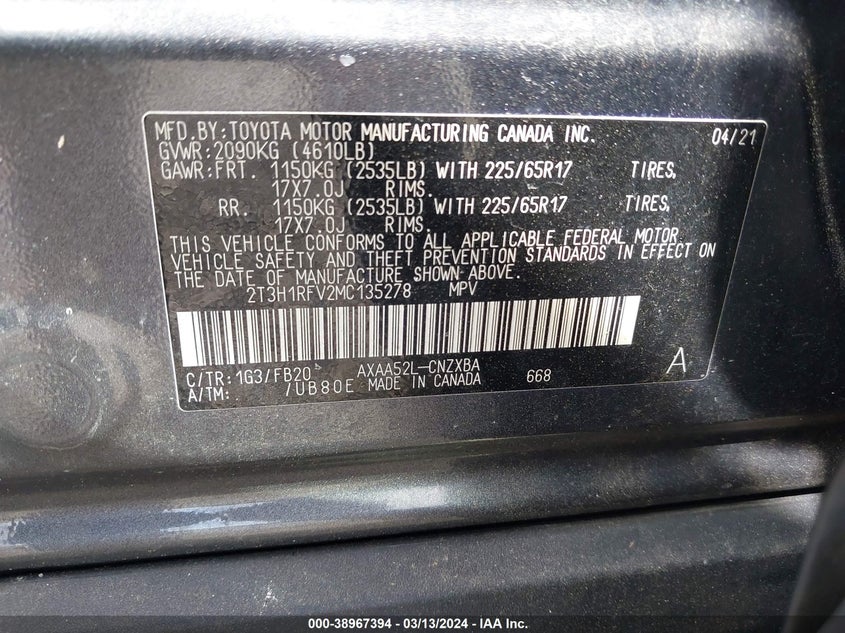 MFD.BY:TOYOTA MOTOR MANUFACTURING CANADA INC. 04/21
GVWR:2090KG (4610LB)
GAWR:FRT. 1150KG (2535LB) WITH 225/65R17 TIRES,
17X7.0J RIMS.
RR. 1150KG (2535LB) WITH 225/65R17 TIRES,
17X7.0J RIMS.
THIS VEHICLE CONFORMS TO ALL APPLICABLE FEDERAL MOTOR
VEHICLE SAFETY AND THEFT PREVENTION STANDARDS IN EFFECT ON
THE DATE OF MANUFACTURE SHOWN ABOVE.
2T3H1RFV2MC135278 MPV
C/TR: 1G3/FB20 AXAA52L-CNZXBA A
A/TM: /UB80E MADE IN CANADA 668
000-38967394 — 03/13/2024 — IAA Inc.